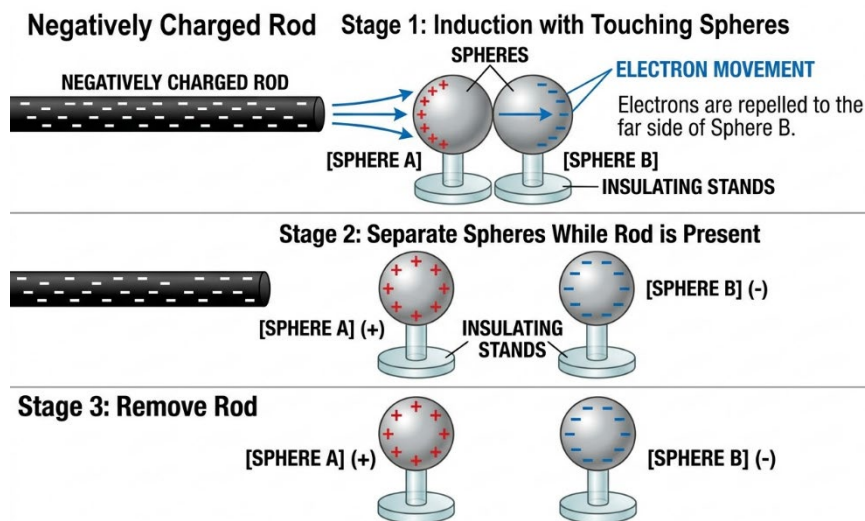 Negatively Charged Rod
Stage 1: Induction with Touching Spheres
NEGATIVELY CHARGED ROD
SPHERES
ELECTRON MOVEMENT
Electrons are repelled to the
far side of Sphere B.
[SPHERE A]
[SPHERE B]
INSULATING STANDS
Stage 2: Separate Spheres While Rod is Present
[SPHERE B] (-)
[SPHERE A] (+)
INSULATING
STANDS
Stage 3: Remove Rod
[SPHERE A] (+)
[SPHERE B] (-)